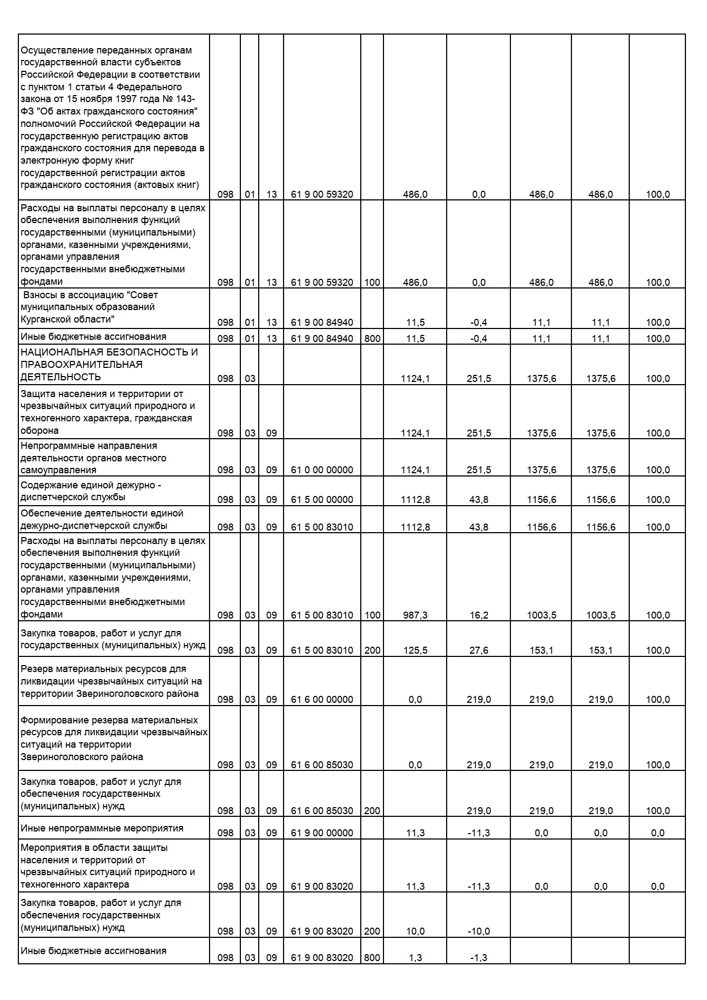 Осуществление переданных органам
государственной власти субъектов
Российской Федерации в соответствии
с пунктом 1 статьи 4 Федерального
закона от 15 ноября 1997 года № 143-
ФЗ "Об актах гражданского состояния"
полномочий Российской Федерации на
государственную регистрацию актов
гражданского состояния для перевода в
электронную форму книг
государственной регистрации актов
гражданского состояния (актовых книг) 098 01 13 61 9 00 59320 486,0 0,0 486,0 486,0 100,0
Расходы на выплаты персоналу в целях
обеспечения выполнения функций
государственными (муниципальными)
органами, казенными учреждениями,
органами управления
государственными внебюджетными
фондами 098 01 13 61 9 00 59320 100 486,0 0,0 486,0 486,0 100,0
Взносы в ассоциацию "Совет
муниципальных образований
Курганской области" 098 01 13 61 9 00 84940 11,5 -0,4 11,1 11,1 100,0
Иные бюджетные ассигнования 098 01 13 61 9 00 84940 800 11,5 -0,4 11,1 11,1 100,0
НАЦИОНАЛЬНАЯ БЕЗОПАСНОСТЬ И
ПРАВООХРАНИТЕЛЬНАЯ
ДЕЯТЕЛЬНОСТЬ 098 03 1124,1 251,5 1375,6 1375,6 100,0
Защита населения и территории от
чрезвычайных ситуаций природного и
техногенного характера, гражданская
оборона 098 03 09 1124,1 251,5 1375,6 1375,6 100,0
Непрограммные направления
деятельности органов местного
самоуправления 098 03 09 61 0 00 00000 1124,1 251,5 1375,6 1375,6 100,0
Содержание единой дежурно -
диспетчерской службы 098 03 09 61 5 00 00000 1112,8 43,8 1156,6 1156,6 100,0
Обеспечение деятельности единой
дежурно-диспетчерской службы 098 03 09 61 5 00 83010 1112,8 43,8 1156,6 1156,6 100,0
Расходы на выплаты персоналу в целях
обеспечения выполнения функций
государственными (муниципальными)
органами, казенными учреждениями,
органами управления
государственными внебюджетными
фондами 098 03 09 61 5 00 83010 100 987,3 16,2 1003,5 1003,5 100,0
Закупка товаров, работ и услуг для
государственных (муниципальных) нужд 098 03 09 61 5 00 83010 200 125,5 27,6 153,1 153,1 100,0
Резерв материальных ресурсов для
ликвидации чрезвычайных ситуаций на
территории Звериноголовского района 098 03 09 61 6 00 00000 0,0 219,0 219,0 219,0 100,0
Формирование резерва материальных
ресурсов для ликвидации чрезвычайных
ситуаций на территории
Звериноголовского района 098 03 09 61 6 00 85030 0,0 219,0 219,0 219,0 100,0
Закупка товаров, работ и услуг для
обеспечения государственных
(муниципальных) нужд 098 03 09 61 6 00 85030 200 219,0 219,0 219,0 100,0
Иные непрограммные мероприятия 098 03 09 61 9 00 00000 11,3 -11,3 0,0 0,0 0,0
Мероприятия в области защиты
населения и территорий от
чрезвычайных ситуаций природного и
техногенного характера 098 03 09 61 9 00 83020 11,3 -11,3 0,0 0,0 0,0
Закупка товаров, работ и услуг для
обеспечения государственных
(муниципальных) нужд 098 03 09 61 9 00 83020 200 10,0 -10,0
Иные бюджетные ассигнования 098 03 09 61 9 00 83020 800 1,3 -1,3